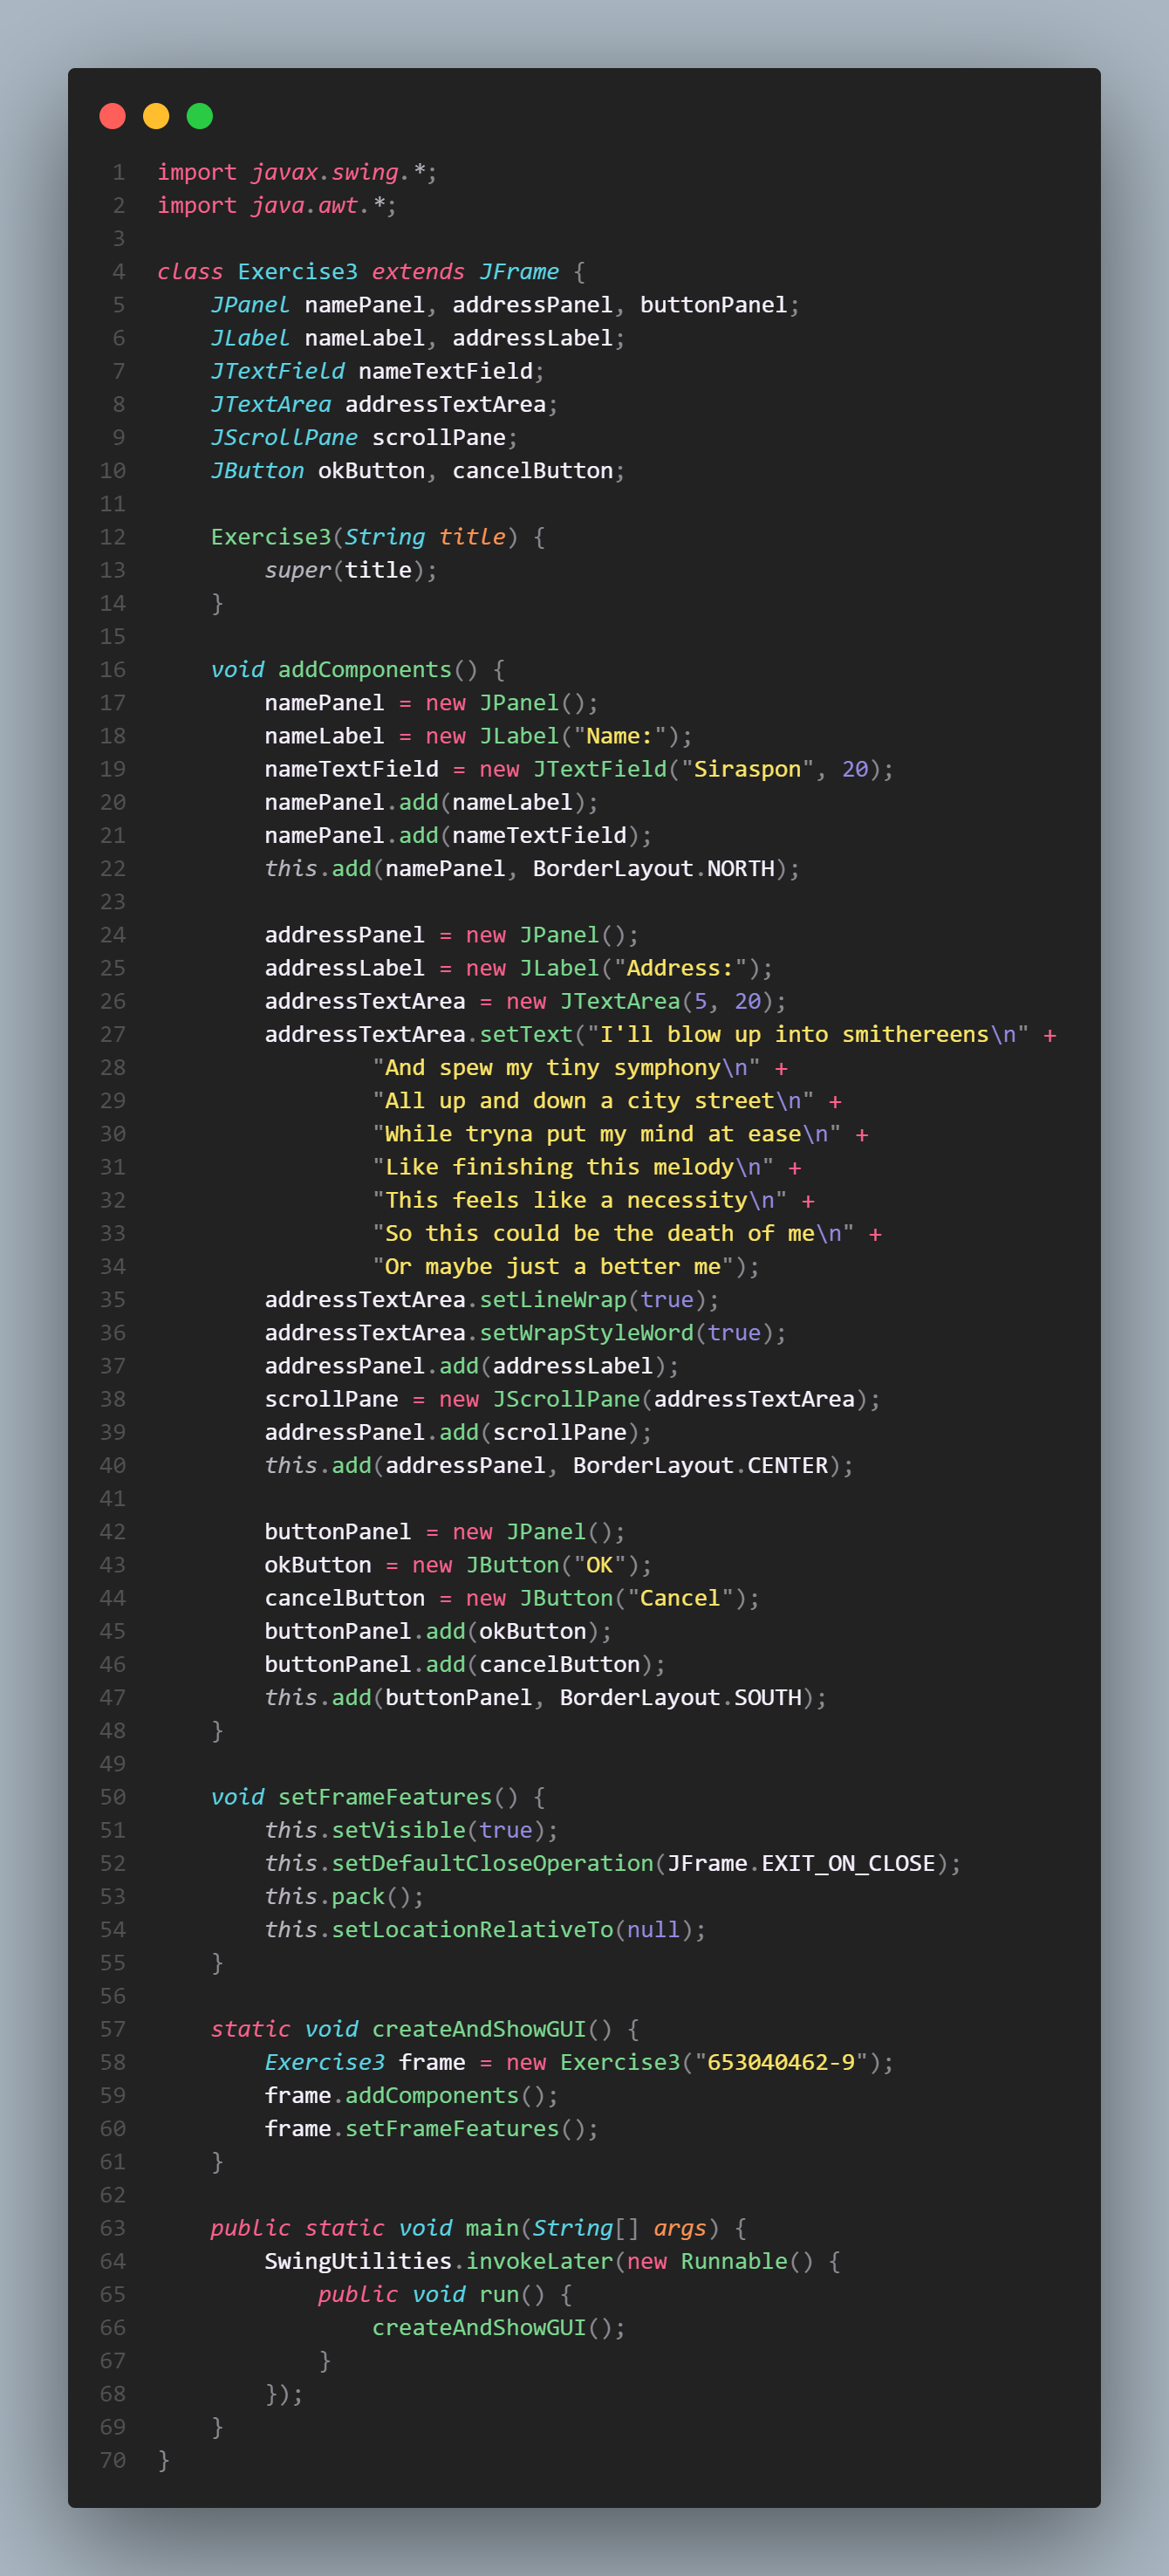 1 import javax.swing.*;
2 import java.awt.*;
3
4 class Exercise3 extends JFrame {
5     JPanel namePanel, addressPanel, buttonPanel;
6     JLabel nameLabel, addressLabel;
7     JTextField nameTextField;
8     JTextArea addressTextArea;
9     JScrollPane scrollPane;
10     JButton okButton, cancelButton;
11
12     Exercise3(String title) {
13         super(title);
14     }
15
16     void addComponents() {
17         namePanel = new JPanel();
18         nameLabel = new JLabel("Name:");
19         nameTextField = new JTextField("Siraspon", 20);
20         namePanel.add(nameLabel);
21         namePanel.add(nameTextField);
22         this.add(namePanel, BorderLayout.NORTH);
23
24         addressPanel = new JPanel();
25         addressLabel = new JLabel("Address:");
26         addressTextArea = new JTextArea(5, 20);
27         addressTextArea.setText("I'll blow up into smithereens\n" +
28                 "And spew my tiny symphony\n" +
29                 "All up and down a city street\n" +
30                 "While tryna put my mind at ease\n" +
31                 "Like finishing this melody\n" +
32                 "This feels like a necessity\n" +
33                 "So this could be the death of me\n" +
34                 "Or maybe just a better me");
35         addressTextArea.setLineWrap(true);
36         addressTextArea.setWrapStyleWord(true);
37         addressPanel.add(addressLabel);
38         scrollPane = new JScrollPane(addressTextArea);
39         addressPanel.add(scrollPane);
40         this.add(addressPanel, BorderLayout.CENTER);
41
42         buttonPanel = new JPanel();
43         okButton = new JButton("OK");
44         cancelButton = new JButton("Cancel");
45         buttonPanel.add(okButton);
46         buttonPanel.add(cancelButton);
47         this.add(buttonPanel, BorderLayout.SOUTH);
48     }
49
50     void setFrameFeatures() {
51         this.setVisible(true);
52         this.setDefaultCloseOperation(JFrame.EXIT_ON_CLOSE);
53         this.pack();
54         this.setLocationRelativeTo(null);
55     }
56
57     static void createAndShowGUI() {
58         Exercise3 frame = new Exercise3("653040462-9");
59         frame.addComponents();
60         frame.setFrameFeatures();
61     }
62
63     public static void main(String[] args) {
64         SwingUtilities.invokeLater(new Runnable() {
65             public void run() {
66                 createAndShowGUI();
67             }
68         });
69     }
70 }